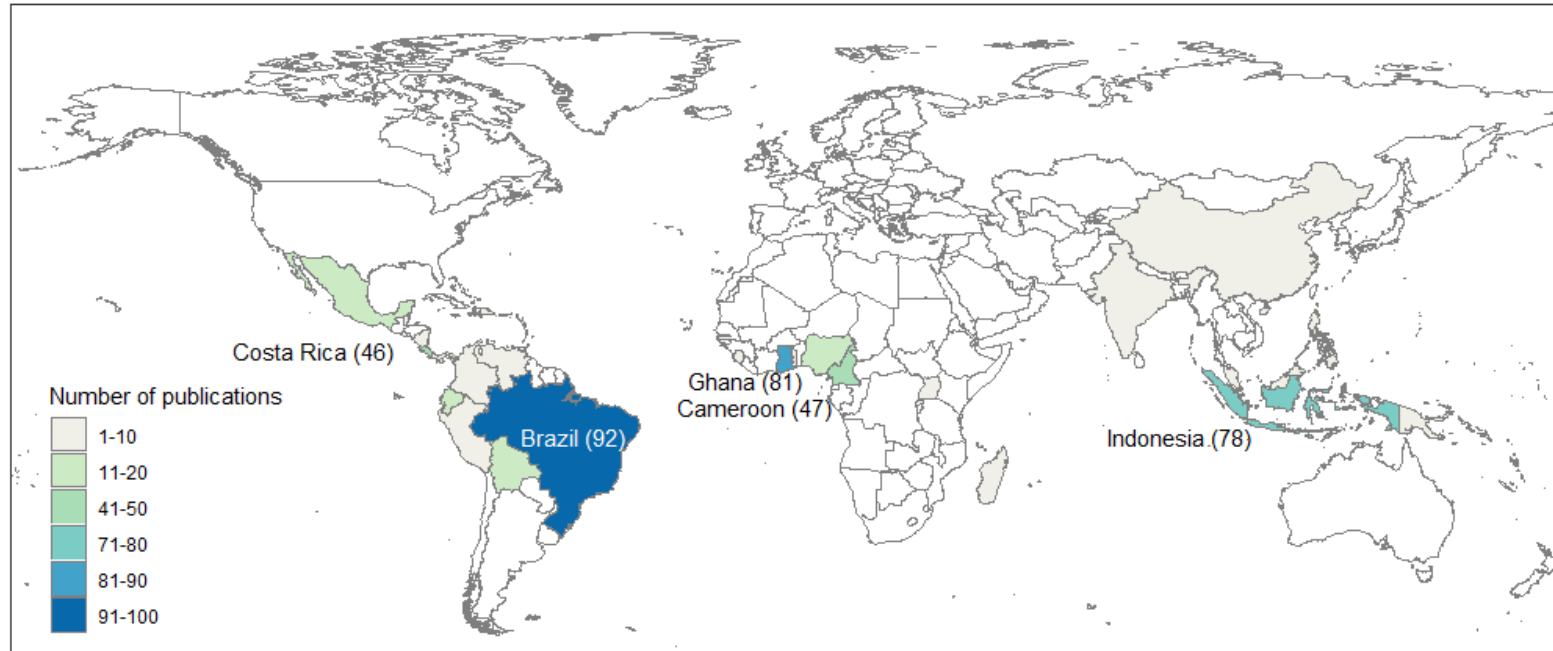 Costa Rica (46)
Ghana (81)
Cameroon (47)
Brazil (92)
Indonesia (78)
Number of publications
1-10
11-20
41-50
71-80
81-90
91-100